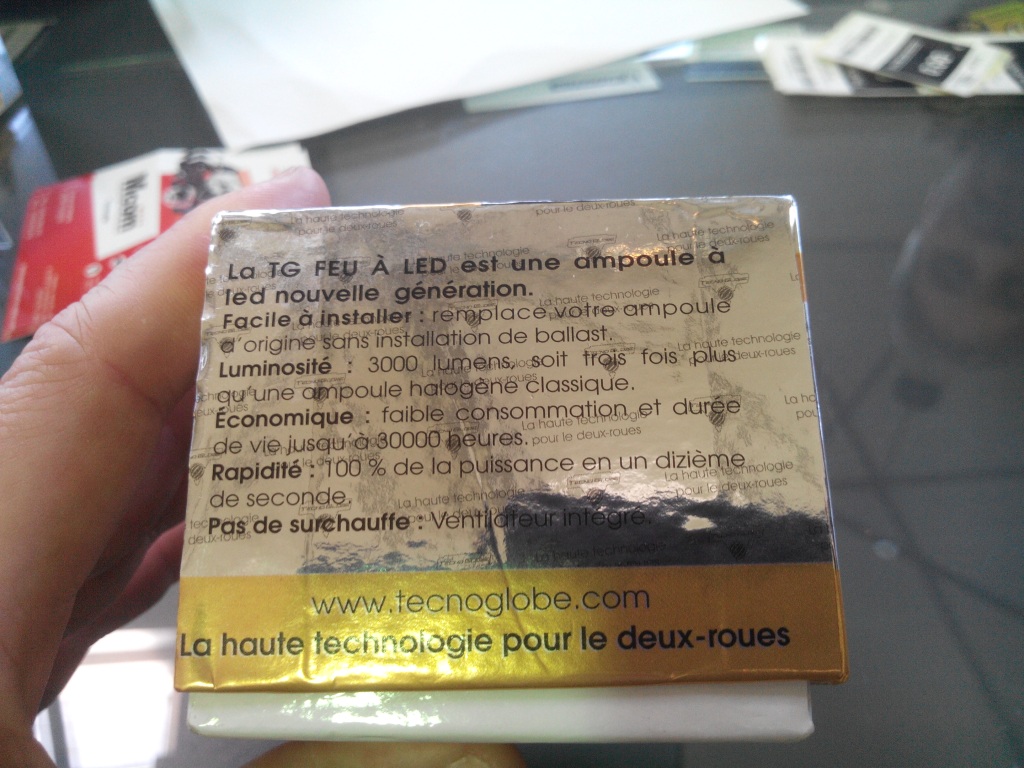 La TG FEU À LED est une ampoule à
led nouvelle génération.
Facile à installer : remplace votre ampoule
d'origine sans installation de ballast.
Luminosité : 3000 lumens, soit trois fois plus
qu'une ampoule halogène classique.
Économique : faible consommation et durée
de vie jusqu'à 30000 heures.
Rapidité : 100 % de la puissance en un dizième
de seconde.
Pas de surchauffe : Ventilateur intégré.
www.tecnoglobe.com
La haute technologie pour le deux-roues